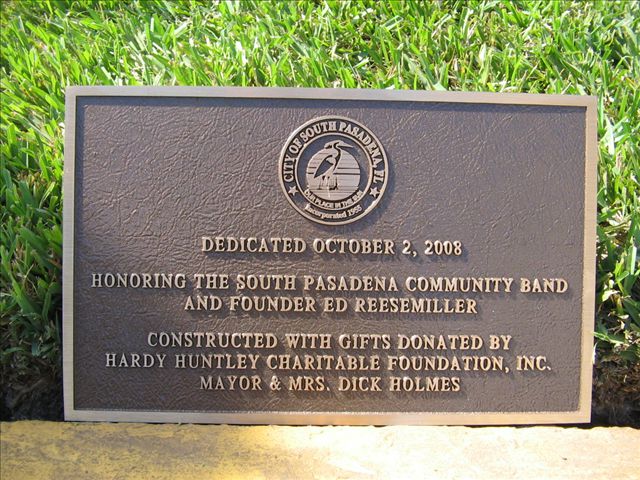 CITY OF SOUTH PASADENA, FL
OUR PLACE IN THE SUN
Incorporated 1955
DEDICATED OCTOBER 2, 2008
HONORING THE SOUTH PASADENA COMMUNITY BAND
AND FOUNDER ED REESEMILLER
CONSTRUCTED WITH GIFTS DONATED BY
HARDY HUNTLEY CHARITABLE FOUNDATION, INC.
MAYOR & MRS. DICK HOLMES